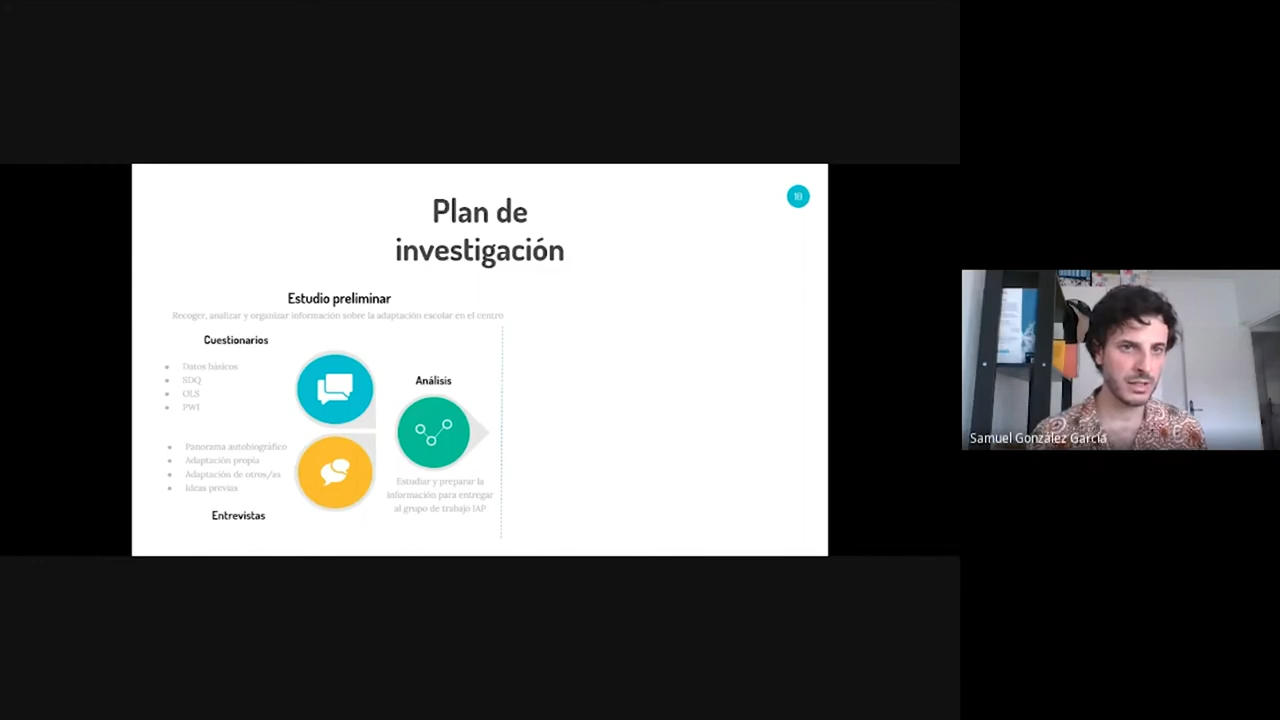 Plan de
investigación
18
Estudio preliminar
Recoger, analizar y organizar información sobre la adaptación escolar en el centro
Cuestionarios
Datos básicos
SDQ
OLS
PWI
Panorama autobiográfico
Adaptación propia
Adaptación de otros/as
Ideas previas
Entrevistas
Análisis
Estudiar y preparar la
información para entregar
al grupo de trabajo IAP
Samuel González García